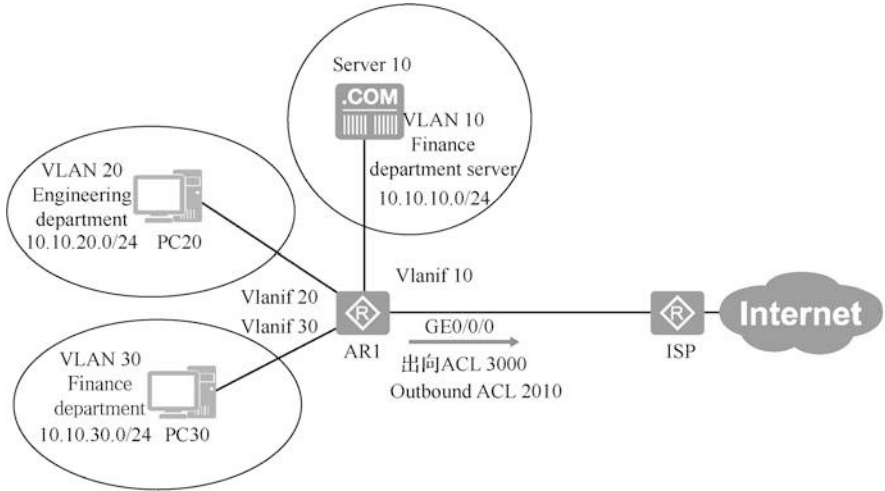 Server 10
.COM
VLAN 10
Finance
department server
10.10.10.0/24
VLAN 20
Engineering
department
10.10.20.0/24 PC20
Vlanif 10
Vlanif 20
Vlanif 30
R
R
Internet
GE0/0/0
AR1
ISP
出向ACL 3000
Outbound ACL 2010
VLAN 30
Finance
department
10.10.30.0/24 PC30